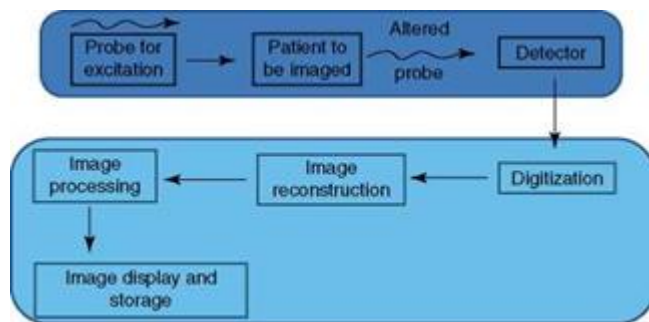 Probe for
excitation
Patient to
be imaged
Altered
probe
Detector
Digitization
Image
reconstruction
Image
processing
Image display and
storage